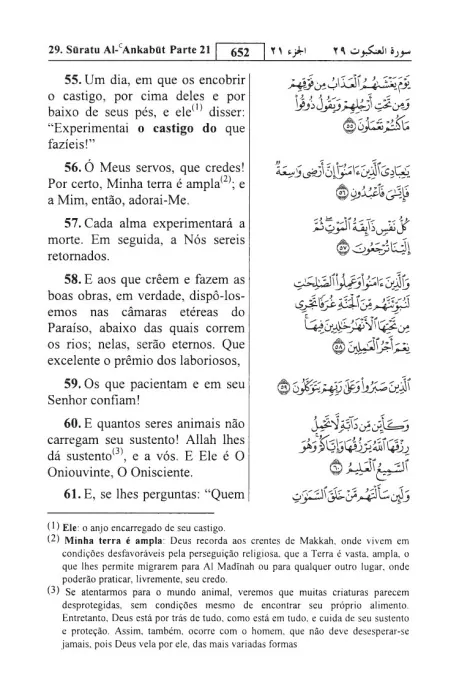 29. Sūratu Al-ᶜAnkabūt Parte 21
652
الجزء ٢١
سورة العنكبوت ٢٩
55. Um dia, em que os encobrir
o castigo, por cima deles e por
baixo de seus pés, e ele(1) disser:
“Experimentai o castigo do que
fazíeis!”
56. Ó Meus servos, que credes!
Por certo, Minha terra é ampla(2); e
a Mim, então, adorai-Me.
57. Cada alma experimentará a
morte. Em seguida, a Nós sereis
retornados.
58. E aos que crêem e fazem as
boas obras, em verdade, dispô-los-
emos nas câmaras etéreas do
Paraíso, abaixo das quais correm
os rios; nelas, serão eternos. Que
excelente o prêmio dos laboriosos,
59. Os que pacientam e em seu
Senhor confiam!
60. E quantos seres animais não
carregam seu sustento! Allah lhes
dá sustento(3), e a vós. E Ele é O
Oniouvinte, O Onisciente.
61. E, se lhes perguntas: “Quem
يَوْمَ يَغْشَىٰهُمُ ٱلْعَذَابُ مِن فَوْقِهِمْ
وَمِن تَحْتِ أَرْجُلِهِمْ وَيَقُولُ ذُوقُوا۟
مَا كُنتُمْ تَعْمَلُونَ ٥٥
يَٰعِبَادِىَ ٱلَّذِينَ ءَامَنُوٓا۟ إِنَّ أَرْضِى وَٰسِعَةٌ
فَإِيَّٰىَ فَٱعْبُدُونِ ٥٦
كُلُّ نَفْسٍ ذَآئِقَةُ ٱلْمَوْتِ ثُمَّ
إِلَيْنَا تُرْجَعُونَ ٥٧
وَٱلَّذِينَ ءَامَنُوا۟ وَعَمِلُوا۟ ٱلصَّٰلِحَٰتِ
لَنُبَوِّئَنَّهُم مِّنَ ٱلْجَنَّةِ غُرَفًا تَجْرِى
مِن تَحْتِهَا ٱلْأَنْهَٰرُ خَٰلِدِينَ فِيهَا
نِعْمَ أَجْرُ ٱلْعَٰمِلِينَ ٥٨
ٱلَّذِينَ صَبَرُوا۟ وَعَلَىٰ رَبِّهِمْ يَتَوَكَّلُونَ ٥٩
وَكَأَيِّن مِّن دَآبَّةٍ لَّا تَحْمِلُ
رِزْقَهَا ٱللَّهُ يَرْزُقُهَا وَإِيَّاكُمْ وَهُوَ
ٱلسَّمِيعُ ٱلْعَلِيمُ ٦٠
وَلَئِن سَأَلْتَهُم مَّنْ خَلَقَ ٱلسَّمَٰوَٰتِ
(1) Ele: o anjo encarregado de seu castigo.
(2) Minha terra é ampla: Deus recorda aos crentes de Makkah, onde vivem em
condições desfavoráveis pela perseguição religiosa, que a Terra é vasta, ampla, o
que lhes permite migrarem para Al Madīnah ou para qualquer outro lugar, onde
poderão praticar, livremente, seu credo.
(3) Se atentarmos para o mundo animal, veremos que muitas criaturas parecem
desprotegidas, sem condições mesmo de encontrar seu próprio alimento.
Entretanto, Deus está por trás de tudo, como está em tudo, e cuida de seu sustento
e proteção. Assim, também, ocorre com o homem, que não deve desesperar-se
jamais, pois Deus vela por ele, das mais variadas formas